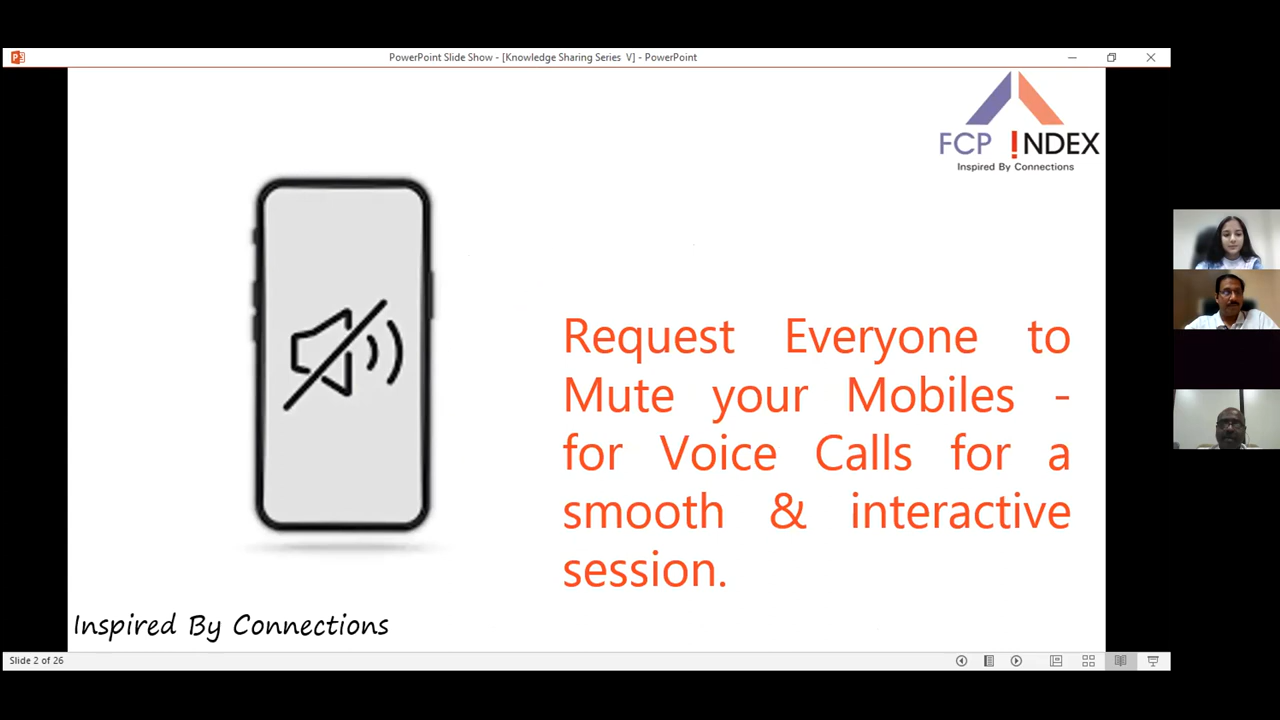 PowerPoint Slide Show - [Knowledge Sharing Series V] - PowerPoint
FCP !NDEX
Inspired By Connections
Request Everyone to
Mute your Mobiles -
for Voice Calls for a
smooth & interactive
session.
Inspired By Connections
Slide 2 of 26